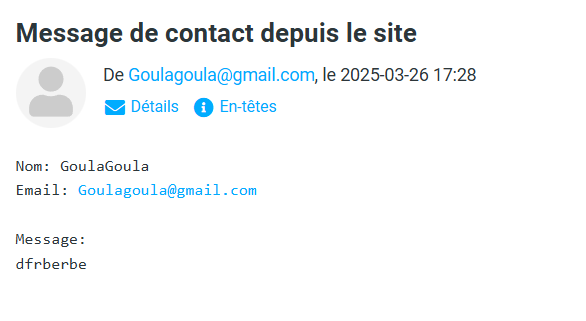 Message de contact depuis le site
De Goulagoula@gmail.com, le 2025-03-26 17:28
Détails En-têtes
Nom: GoulaGoula
Email: Goulagoula@gmail.com
Message:
dfrberbe